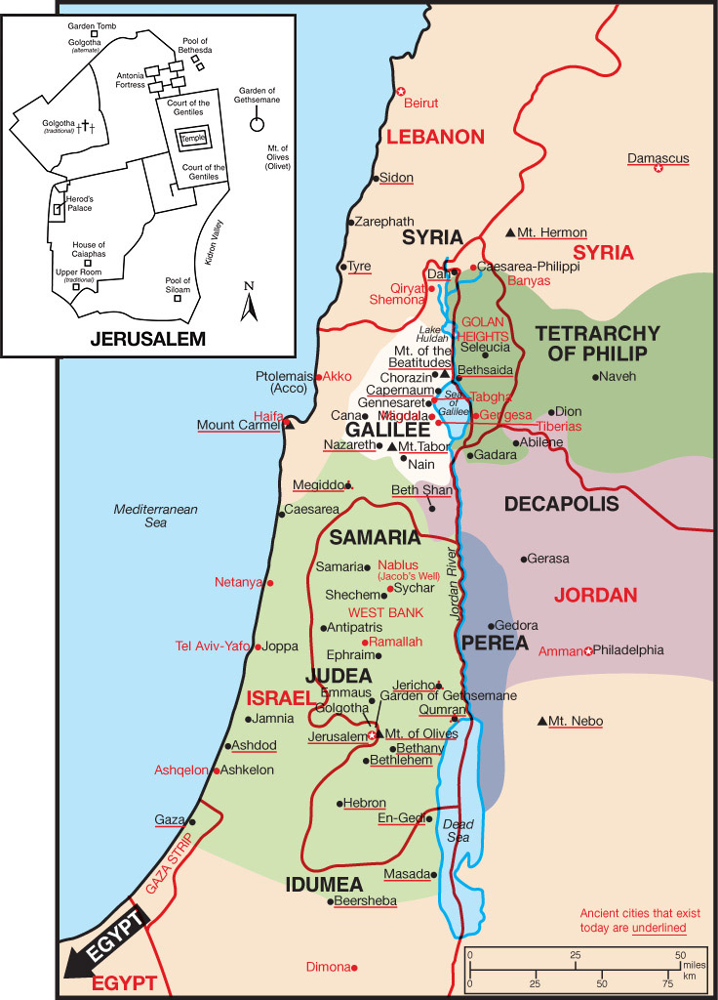 Garden Tomb
Golgotha
(alternate)
Pool of
Bethesda
Antonia
Fortress
Court of the
Gentiles
Garden of
Gethsemane
Golgotha
(traditional)
Temple
Mt. of
Olives
(Olivet)
Court of the
Gentiles
Herod's
Palace
Kidron Valley
House of
Caiaphas
Upper Room
(traditional)
Pool of
Siloam
N
JERUSALEM
Beirut
LEBANON
Damascus
Sidon
Zarephath
SYRIA
Mt. Hermon
SYRIA
Tyre
Dan
Caesarea-Philippi
Banyas
Qiryat
Shemona
GOLAN
HEIGHTS
Lake
Huldah
TETRARCHY
OF PHILIP
Seleucia
Mt. of the
Beatitudes
Ptolemais
(Acco)
Akko
Chorazin
Bethsaida
Naveh
Capernaum
Sea
of
Galilee
Tabgha
Gennesaret
Haifa
Cana
Migdala
Gergesa
Dion
Mount Carmel
GALILEE
Tiberias
Nazareth
Mt.Tabor
Abilene
Gadara
Nain
Megiddo
Beth Shan
Mediterranean
Sea
Caesarea
DECAPOLIS
SAMARIA
Samaria
Nablus
(Jacob's Well)
Gerasa
Jordan River
Netanya
Sychar
Shechem
JORDAN
WEST BANK
Antipatris
Gedora
Tel Aviv-Yafo
Joppa
Ramallah
PEREA
Amman
Philadelphia
Ephraim
JUDEA
Jericho
Emmaus
Garden of Gethsemane
ISRAEL
Golgotha
Qumran
Jamnia
Mt. Nebo
Jerusalem
Mt. of Olives
Ashdod
Bethany
Bethlehem
Ashqelon
Ashkelon
Hebron
Gaza
En-Gedi
Dead
Sea
GAZA STRIP
Masada
IDUMEA
Beersheba
EGYPT
EGYPT
Dimona
Ancient cities that exist
today are underlined
0 25 50
miles
km
0 25 50 75